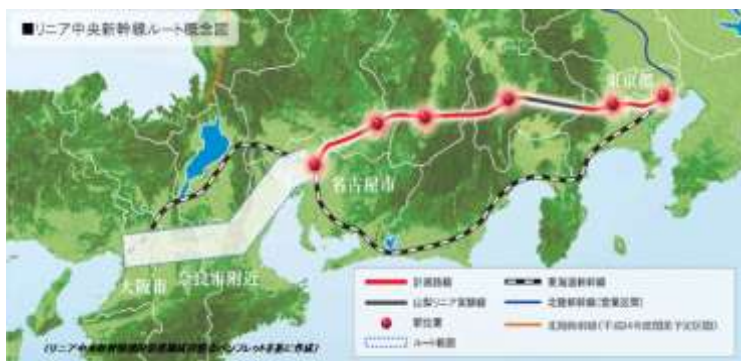 ■リニア中央新幹線ルート概念図
東京都
名古屋市
大阪市
奈良市附近
計画路線
東海道新幹線
山梨リニア実験線
北陸新幹線(営業区間)
駅位置
ルート範囲